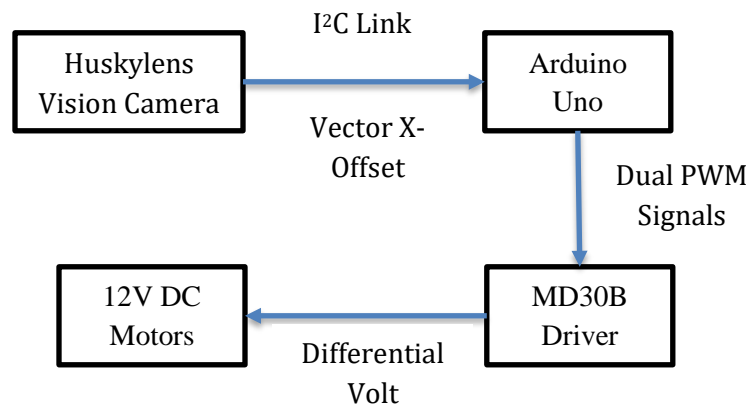 I²C Link
Huskylens
Vision Camera
Arduino
Uno
Vector X-
Offset
Dual PWM
Signals
12V DC
Motors
MD30B
Driver
Differential
Volt